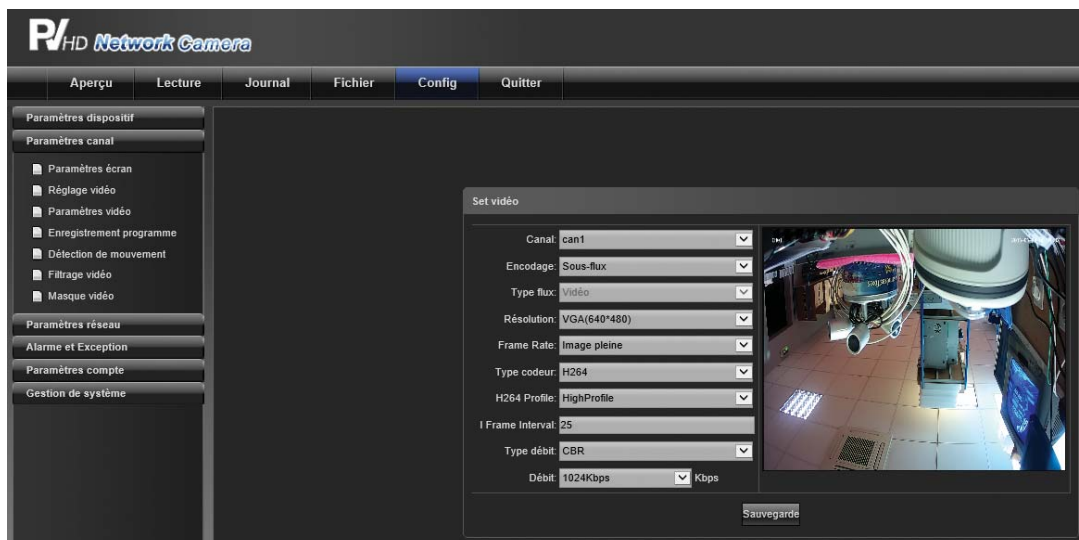 PV HD Network Camera
Aperçu Lecture Journal Fichier Config Quitter
Paramètres dispositif
Paramètres canal
Paramètres écran
Réglage vidéo
Paramètres vidéo
Enregistrement programme
Détection de mouvement
Filtrage vidéo
Masque vidéo
Paramètres réseau
Alarme et Exception
Paramètres compte
Gestion de système
Set vidéo
Canal: can1
Encodage: Sous-flux
Type flux: Vidéo
Résolution: VGA(640*480)
Frame Rate: Image pleine
Type codeur: H264
H264 Profile: HighProfile
I Frame Interval: 25
Type débit: CBR
Débit: 1024Kbps Kbps
Sauvegarde